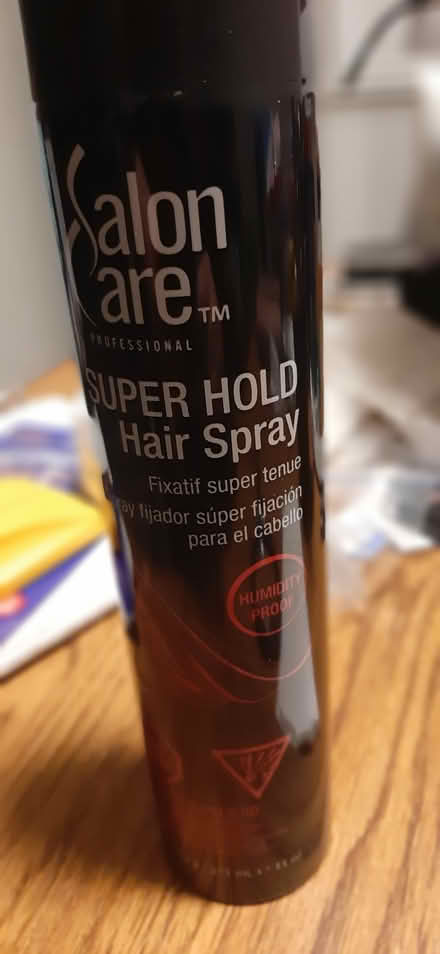 Salon
Care™
PROFESSIONAL
SUPER HOLD
Hair Spray
Fixatif super tenue
fijador súper fijación
para el cabello
HUMIDITY
PROOF